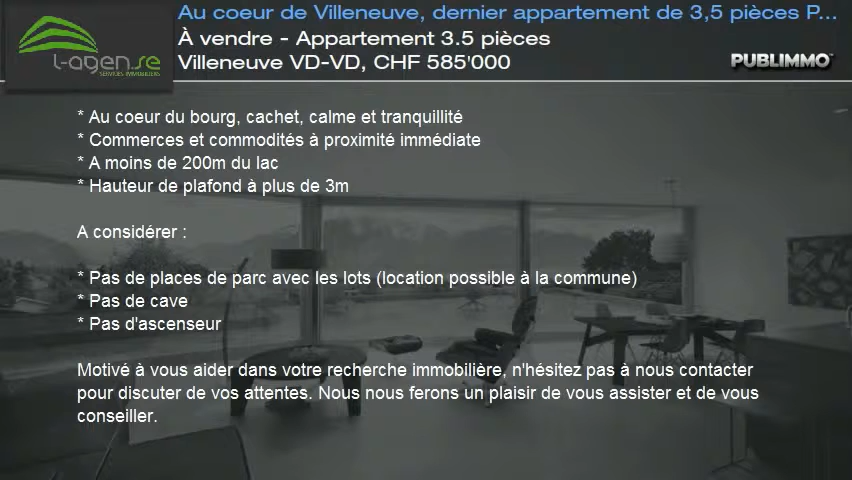 Au coeur de Villeneuve, dernier appartement de 3,5 pièces P...
À vendre - Appartement 3.5 pièces
Villeneuve VD-VD, CHF 585'000
l-agen.se
SERVICES IMMOBILIERS
PUBLIMMO
* Au coeur du bourg, cachet, calme et tranquillité
* Commerces et commodités à proximité immédiate
* A moins de 200m du lac
* Hauteur de plafond à plus de 3m
A considérer :
* Pas de places de parc avec les lots (location possible à la commune)
* Pas de cave
* Pas d'ascenseur
Motivé à vous aider dans votre recherche immobilière, n'hésitez pas à nous contacter
pour discuter de vos attentes. Nous nous ferons un plaisir de vous assister et de vous
conseiller.